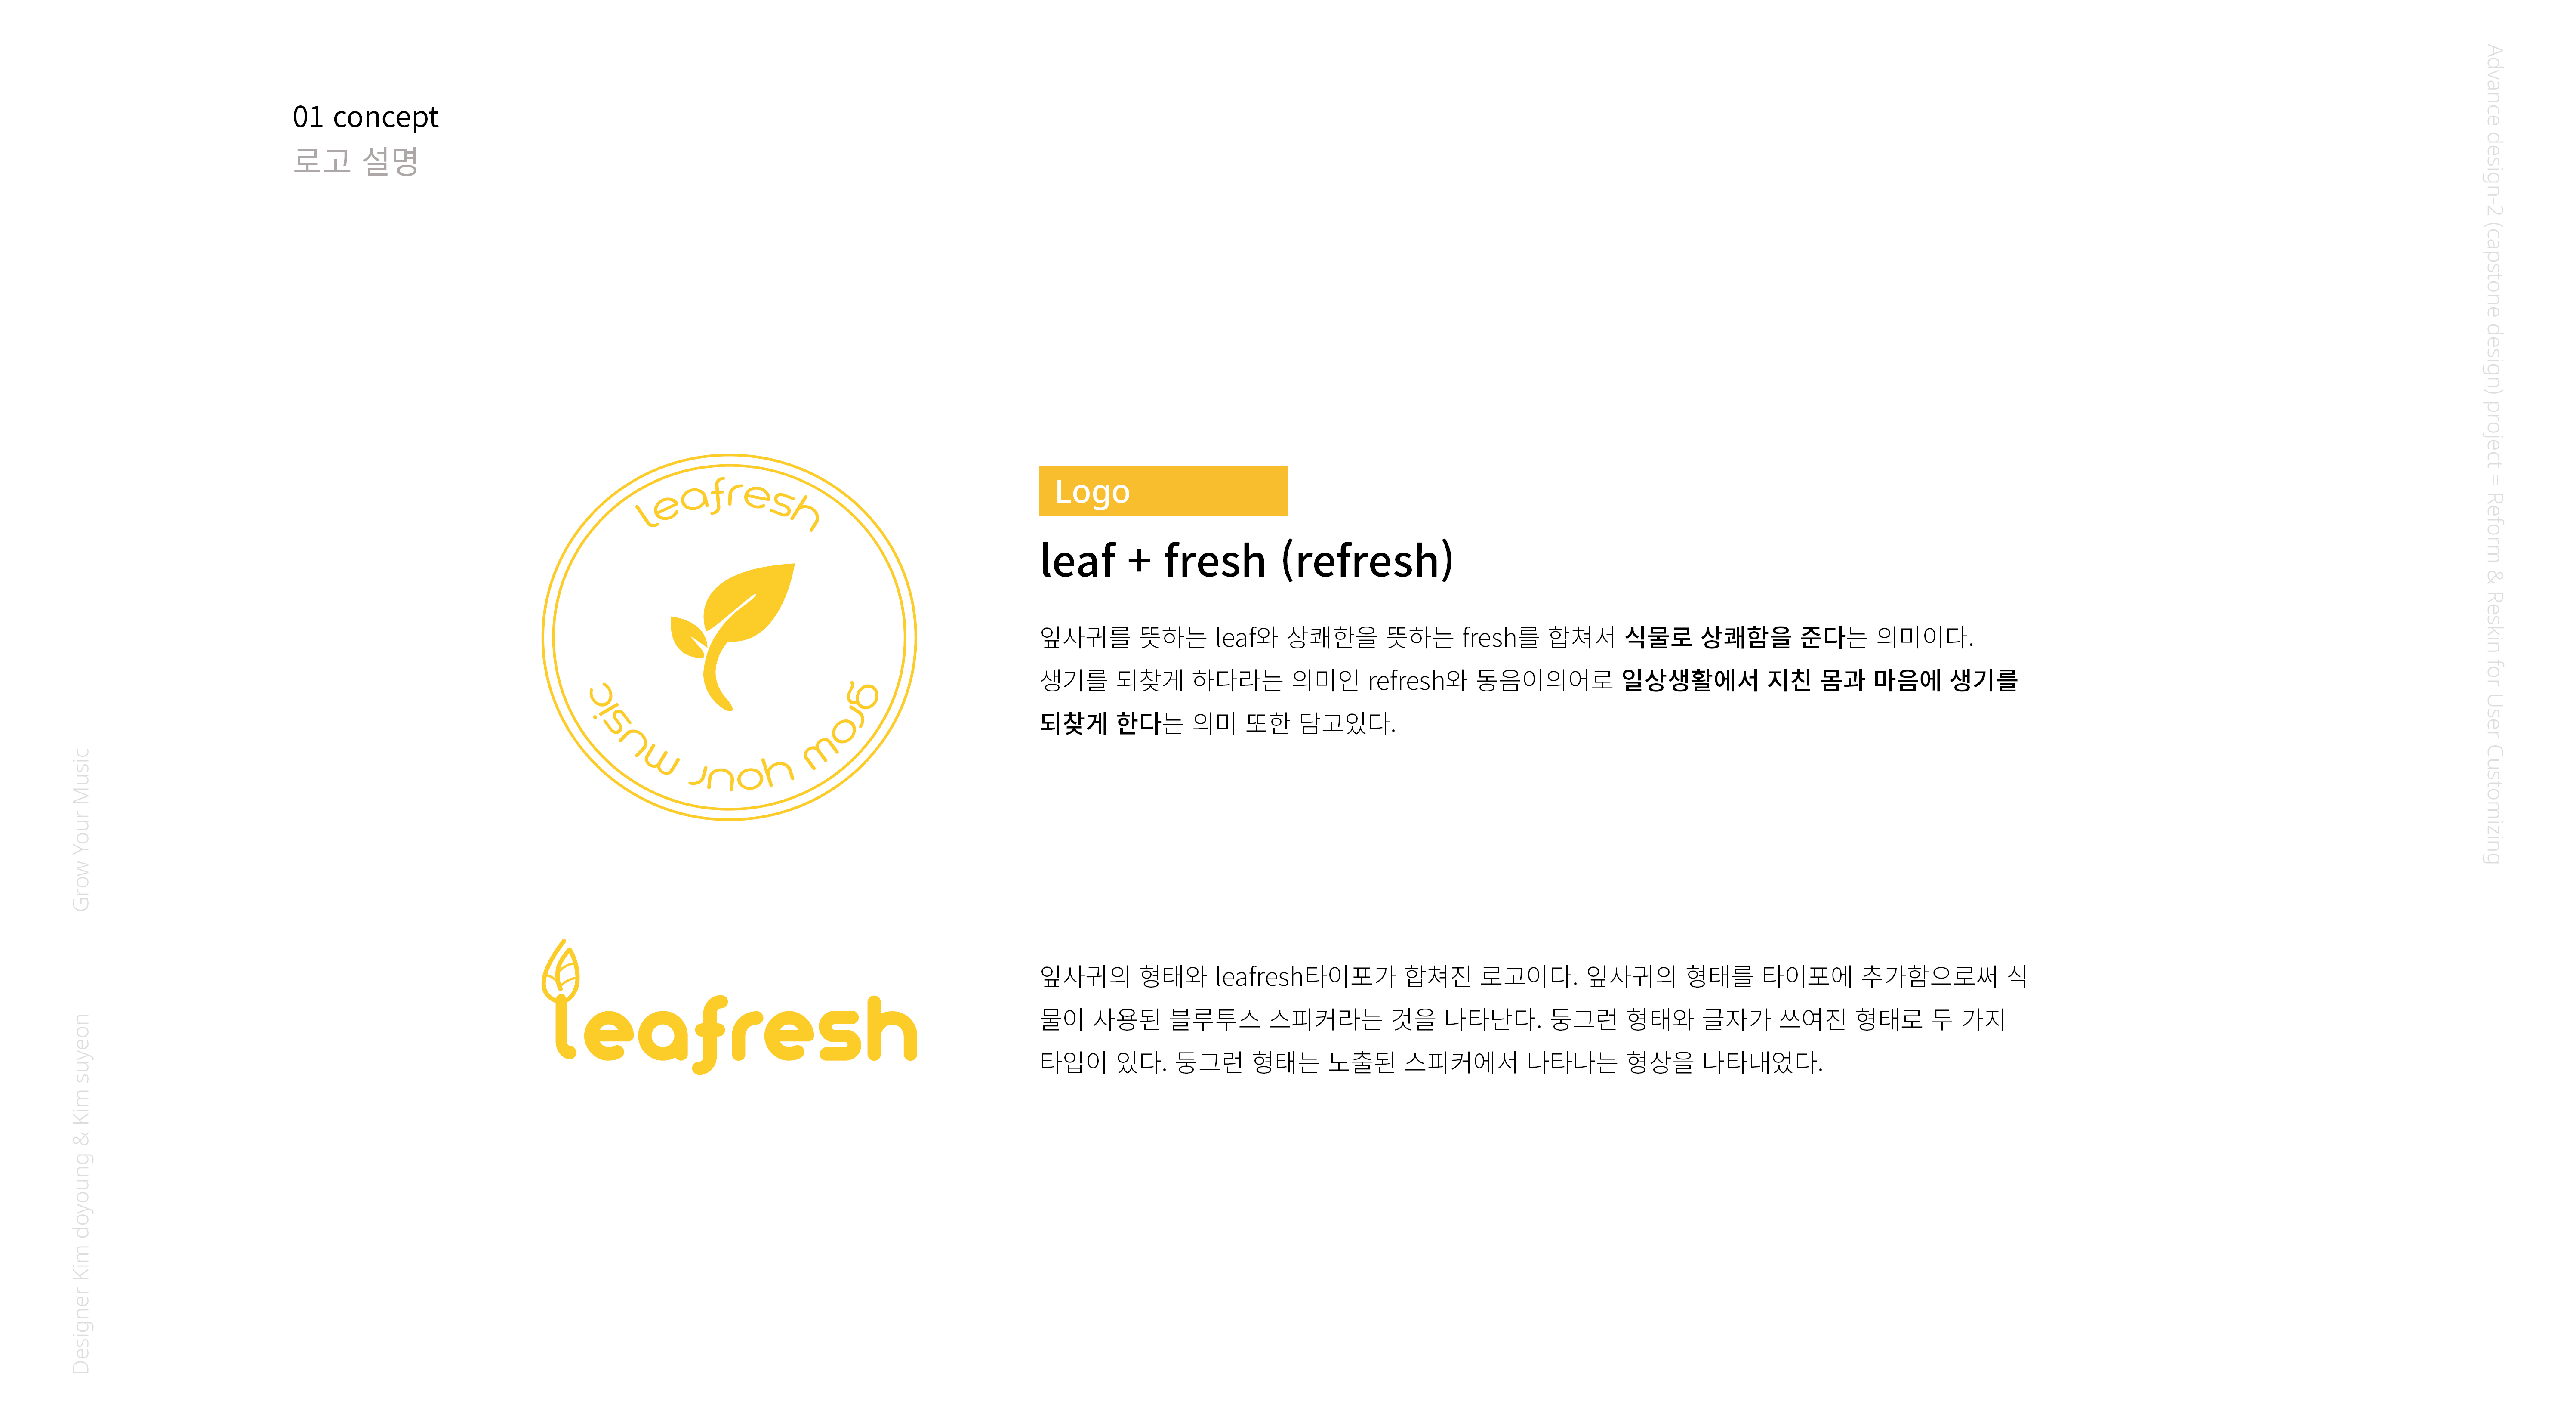 01 concept
로고 설명
leafresh
grow your music
Logo
leaf + fresh (refresh)
잎사귀를 뜻하는 leaf와 상쾌한을 뜻하는 fresh를 합쳐서 식물로 상쾌함을 준다는 의미이다.
생기를 되찾게 하다라는 의미인 refresh와 동음이의어로 일상생활에서 지친 몸과 마음에 생기를
되찾게 한다는 의미 또한 담고있다.
leafresh
잎사귀의 형태와 leafresh타이포가 합쳐진 로고이다. 잎사귀의 형태를 타이포에 추가함으로써 식
물이 사용된 블루투스 스피커라는 것을 나타난다. 둥그런 형태와 글자가 쓰여진 형태로 두 가지
타입이 있다. 둥그런 형태는 노출된 스피커에서 나타나는 형상을 나타내었다.
Designer Kim doyoung & Kim suyeon
Grow Your Music
Advance design-2 (capstone design) project = Reform & Reskin for User Customizing